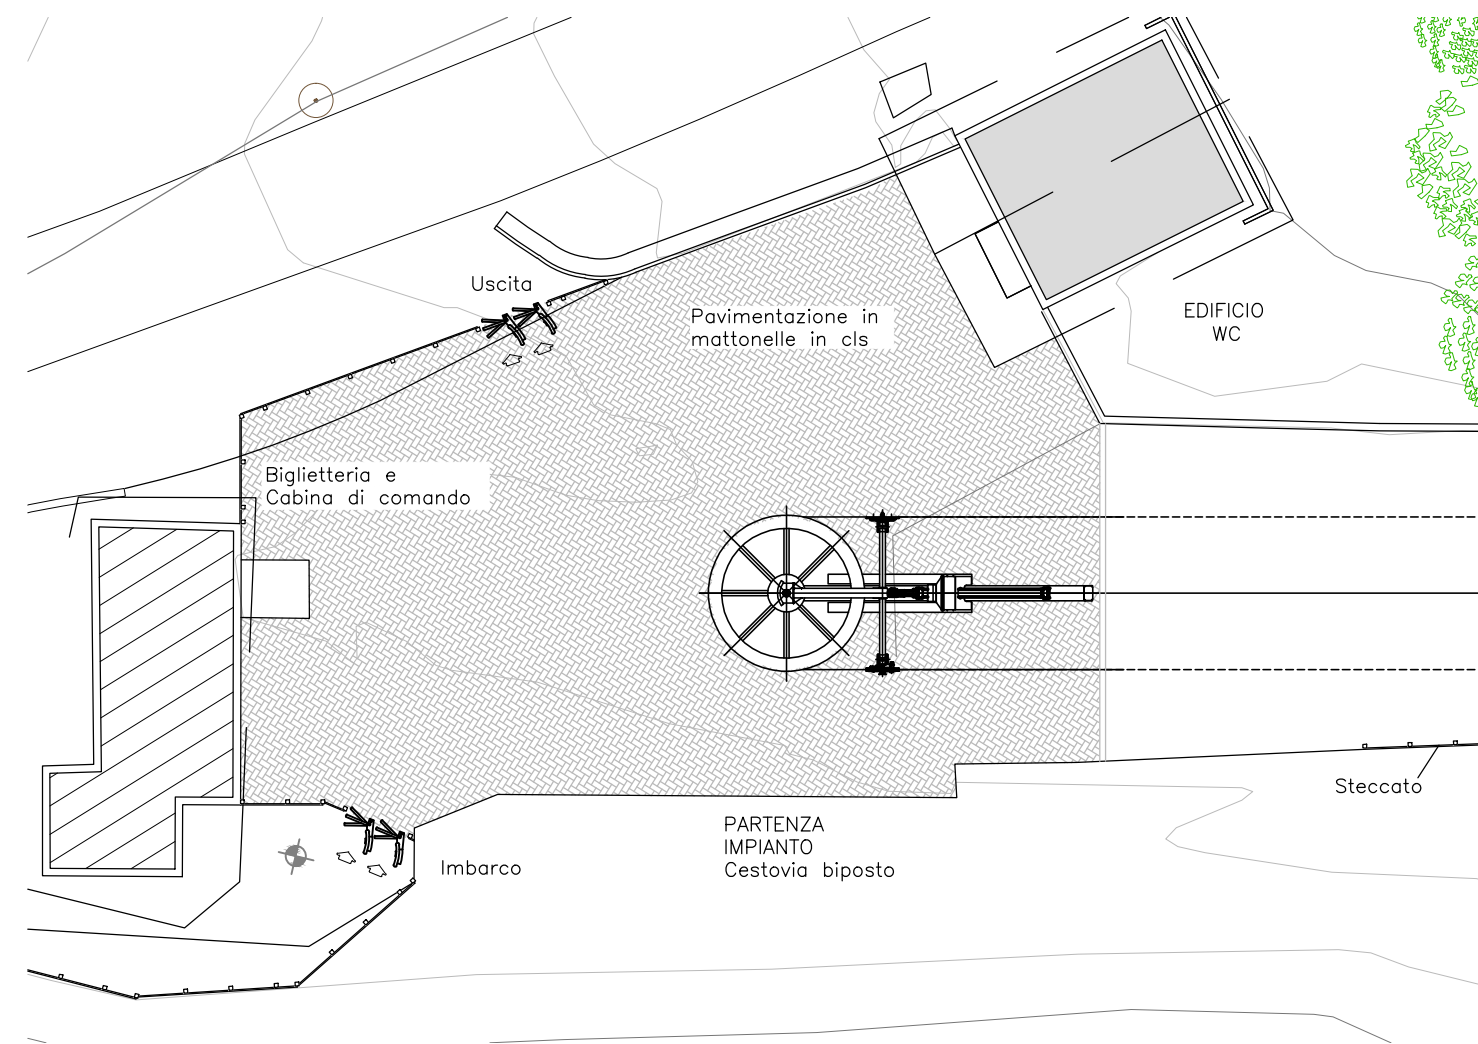 Uscita
Pavimentazione in
mattonelle in cls
EDIFICIO
WC
Biglietteria e
Cabina di comando
Steccato
PARTENZA
IMPIANTO
Cestovia biposto
Imbarco